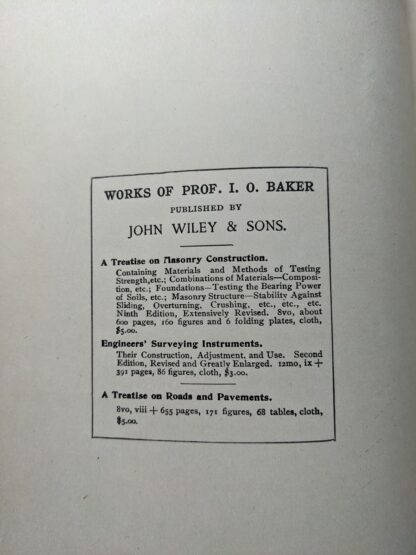 WORKS OF PROF. I. O. BAKER
PUBLISHED BY
JOHN WILEY & SONS.
A Treatise on Masonry Construction.
Containing Materials and Methods of Testing
Strength, etc.; Combinations of Materials—Composi-
tion, etc.; Foundations—Testing the Bearing Power
of Soils, etc.; Masonry Structure—Stability Against
Sliding, Overturning, Crushing, etc., etc., etc.
Ninth Edition, Extensively Revised. 8vo, about
600 pages, 160 figures and 6 folding plates, cloth,
$5.00.
Engineers' Surveying Instruments.
Their Construction, Adjustment, and Use. Second
Edition, Revised and Greatly Enlarged. 12mo, ix +
391 pages, 86 figures, cloth, $3.00.
A Treatise on Roads and Pavements.
8vo, viii + 655 pages, 171 figures, 68 tables, cloth,
$5.00.